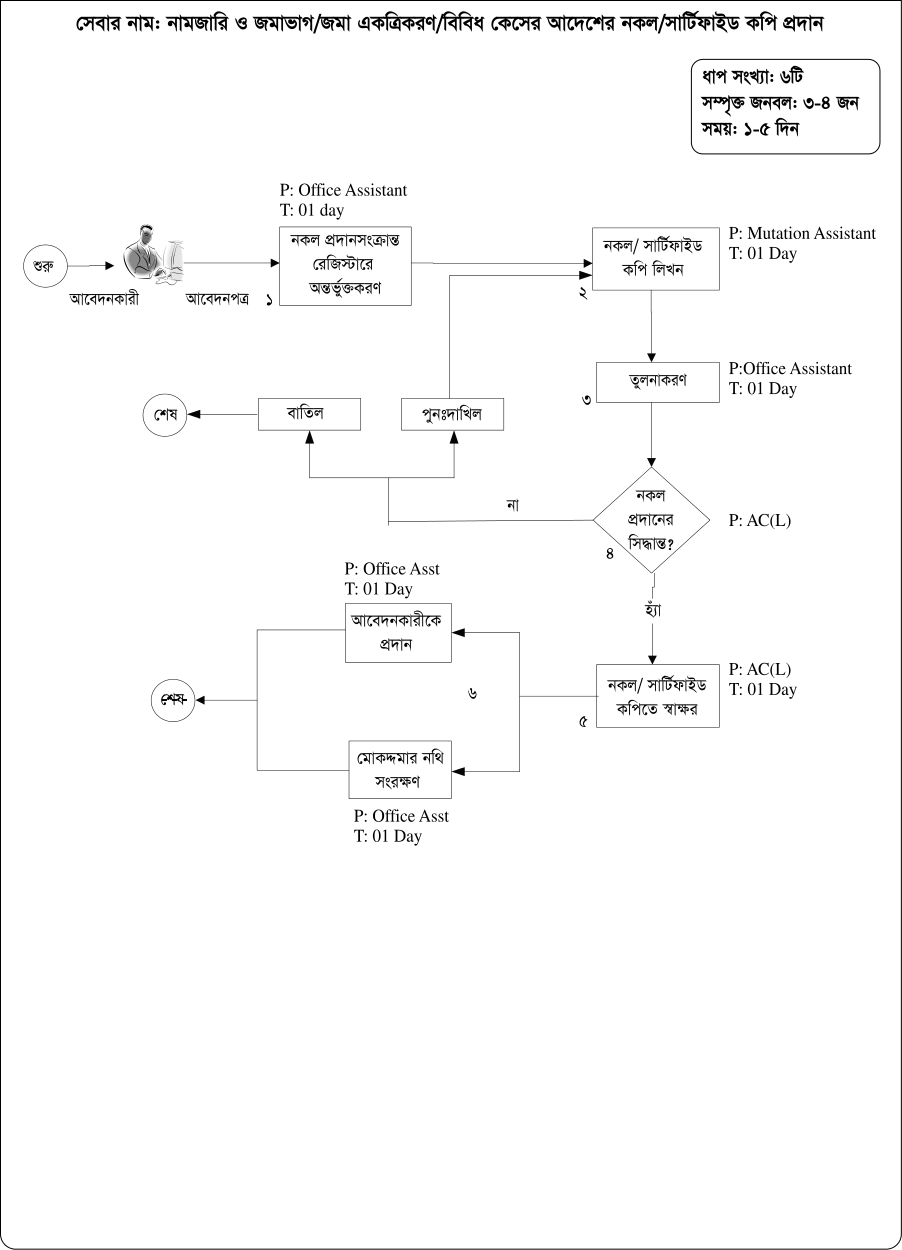 সেবার নাম: নামজারি ও জমাভাগ/জমা একত্রিকরণ/বিবিধ কেসের আদেশের নকল/সার্টিফাইড কপি প্রদান
ধাপ সংখ্যা: ৬টি
সম্পৃক্ত জনবল: ৩-৪ জন
সময়: ১-৫ দিন
P: Office Assistant
T: 01 day
শুরু
আবেদনকারী
আবেদনপত্র
১
নকল প্রদানসংক্রান্ত
রেজিস্টারে
অন্তর্ভুক্তকরণ
নকল/ সার্টিফাইড
কপি লিখন
২
P: Mutation Assistant
T: 01 Day
তুলনাকরণ
৩
P:Office Assistant
T: 01 Day
শেষ
বাতিল
পুনঃদাখিল
না
নকল
প্রদানের
সিদ্ধান্ত?
৪
P: AC(L)
হ্যাঁ
P: Office Asst
T: 01 Day
আবেদনকারীকে
প্রদান
নকল/ সার্টিফাইড
কপিতে স্বাক্ষর
৫
P: AC(L)
T: 01 Day
৬
শেষ
মোকদ্দমার নথি
সংরক্ষণ
P: Office Asst
T: 01 Day